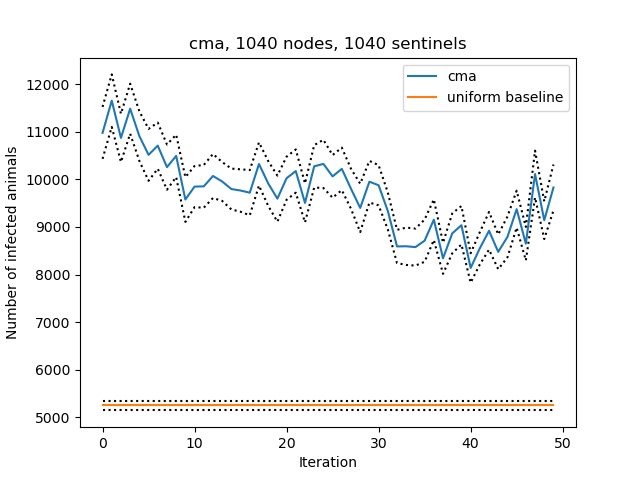 cma, 1040 nodes, 1040 sentinels
cma
uniform baseline
Number of infected animals
12000
11000
10000
9000
8000
7000
6000
5000
0 10 20 30 40 50
Iteration